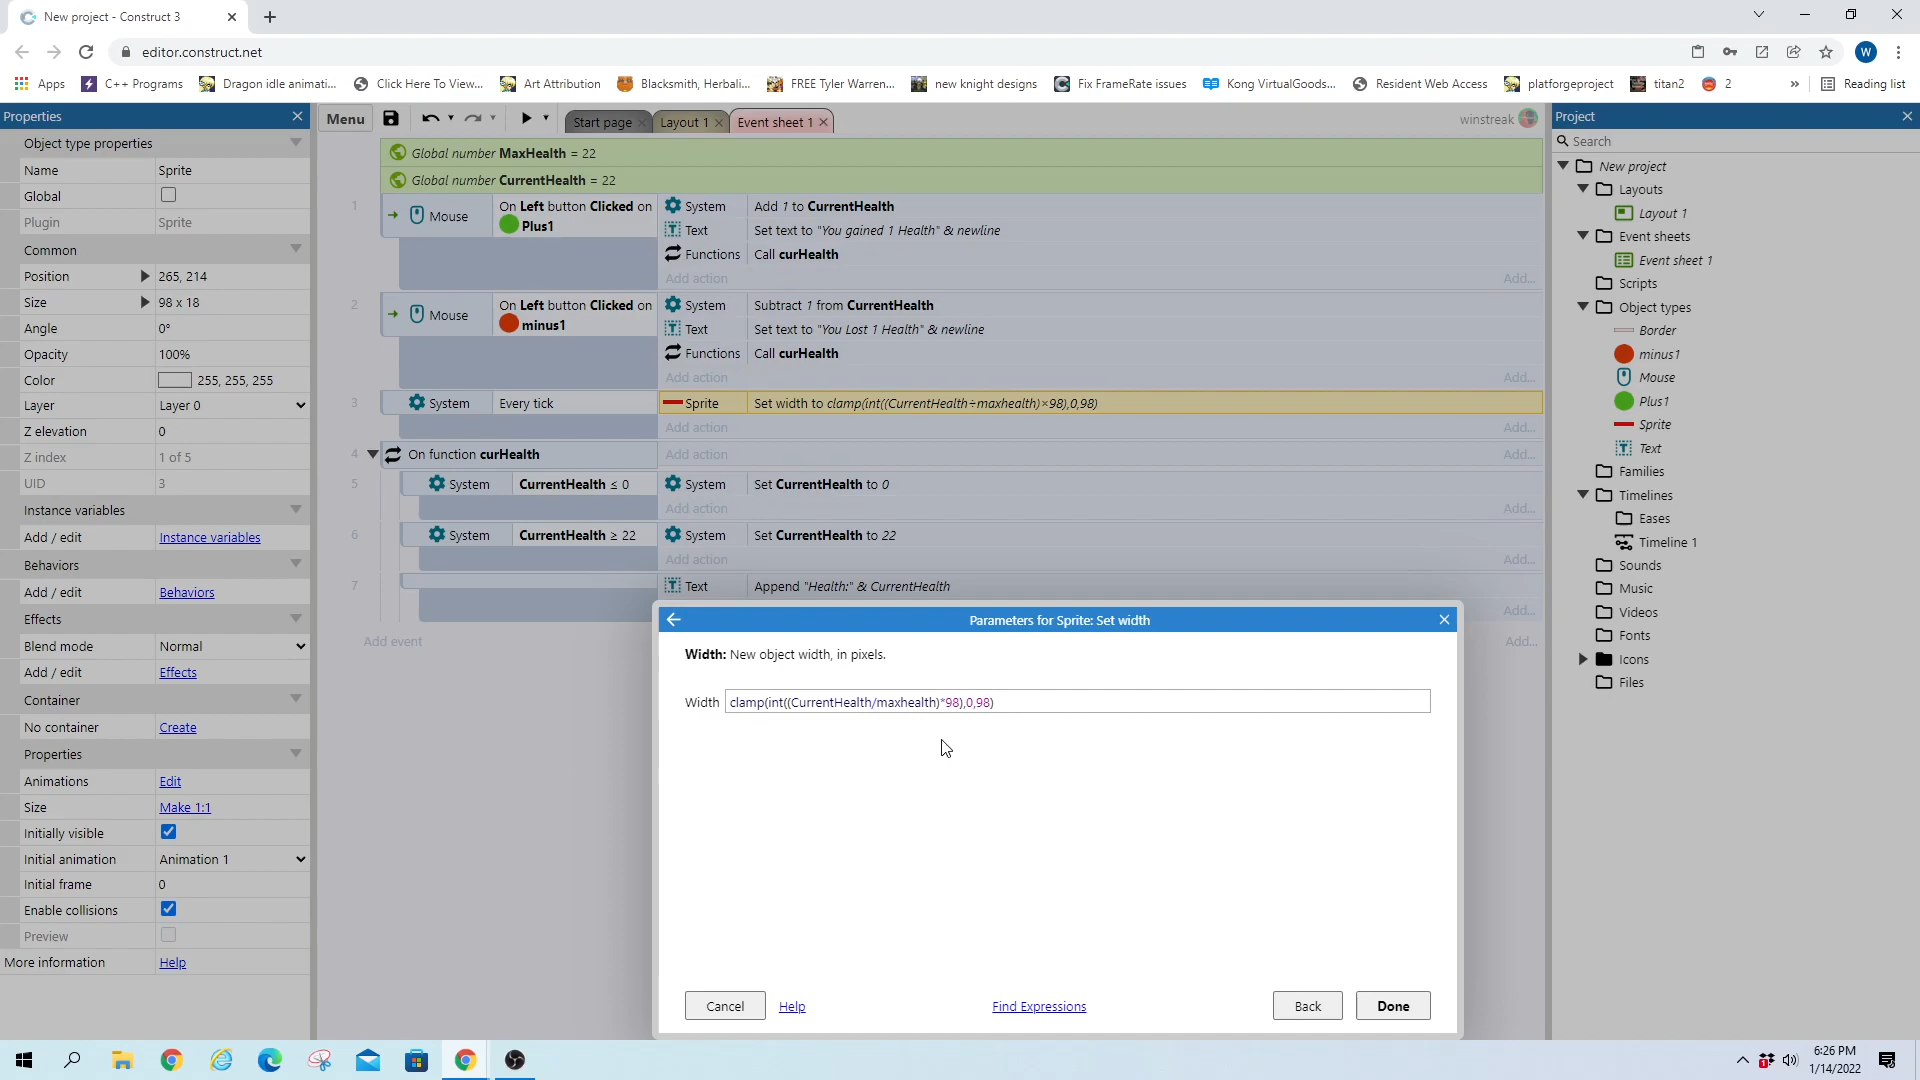 New project - Construct 3
editor.construct.net
W
Apps
C++ Programs
Dragon idle animati...
Click Here To View...
Art Attribution
Blacksmith, Herbali...
FREE Tyler Warren...
new knight designs
Fix FrameRate issues
Kong VirtualGoods...
Resident Web Access
platforgeproject
titan2
2
»
Reading list
Properties
Menu
Start page
Layout 1
Event sheet 1
winstreak
Project
Object type properties
Name Sprite
Global
Plugin Sprite
Common
Position 265, 214
Size 98 x 18
Angle 0°
Opacity 100%
Color 255, 255, 255
Layer Layer 0
Z elevation 0
Z index 1 of 5
UID 3
Instance variables
Add / edit Instance variables
Behaviors
Add / edit Behaviors
Effects
Blend mode Normal
Add / edit Effects
Container
No container Create
Properties
Animations Edit
Size Make 1:1
Initially visible
Initial animation Animation 1
Initial frame 0
Enable collisions
Preview
More information Help
Global number MaxHealth = 22
Global number CurrentHealth = 22
1 Mouse On Left button Clicked on Plus1
System Add 1 to CurrentHealth
Text Set text to "You gained 1 Health" & newline
Functions Call curHealth
Add action Add...
2 Mouse On Left button Clicked on minus1
System Subtract 1 from CurrentHealth
Text Set text to "You Lost 1 Health" & newline
Functions Call curHealth
Add action Add...
3 System Every tick
Sprite Set width to clamp(int((CurrentHealth÷maxhealth)×98),0,98)
Add action Add...
4 On function curHealth Add action Add...
5 System CurrentHealth ≤ 0 System Set CurrentHealth to 0
Add action Add...
6 System CurrentHealth ≥ 22 System Set CurrentHealth to 22
Add action Add...
7 Text Append "Health:" & CurrentHealth
Add...
Add event Add...
Parameters for Sprite: Set width
Width: New object width, in pixels.
Width clamp(int((CurrentHealth/maxhealth)*98),0,98)
Cancel Help Find Expressions Back Done
Search
New project
Layouts
Layout 1
Event sheets
Event sheet 1
Scripts
Object types
Border
minus1
Mouse
Plus1
Sprite
Text
Families
Timelines
Eases
Timeline 1
Sounds
Music
Videos
Fonts
Icons
Files
6:26 PM
1/14/2022